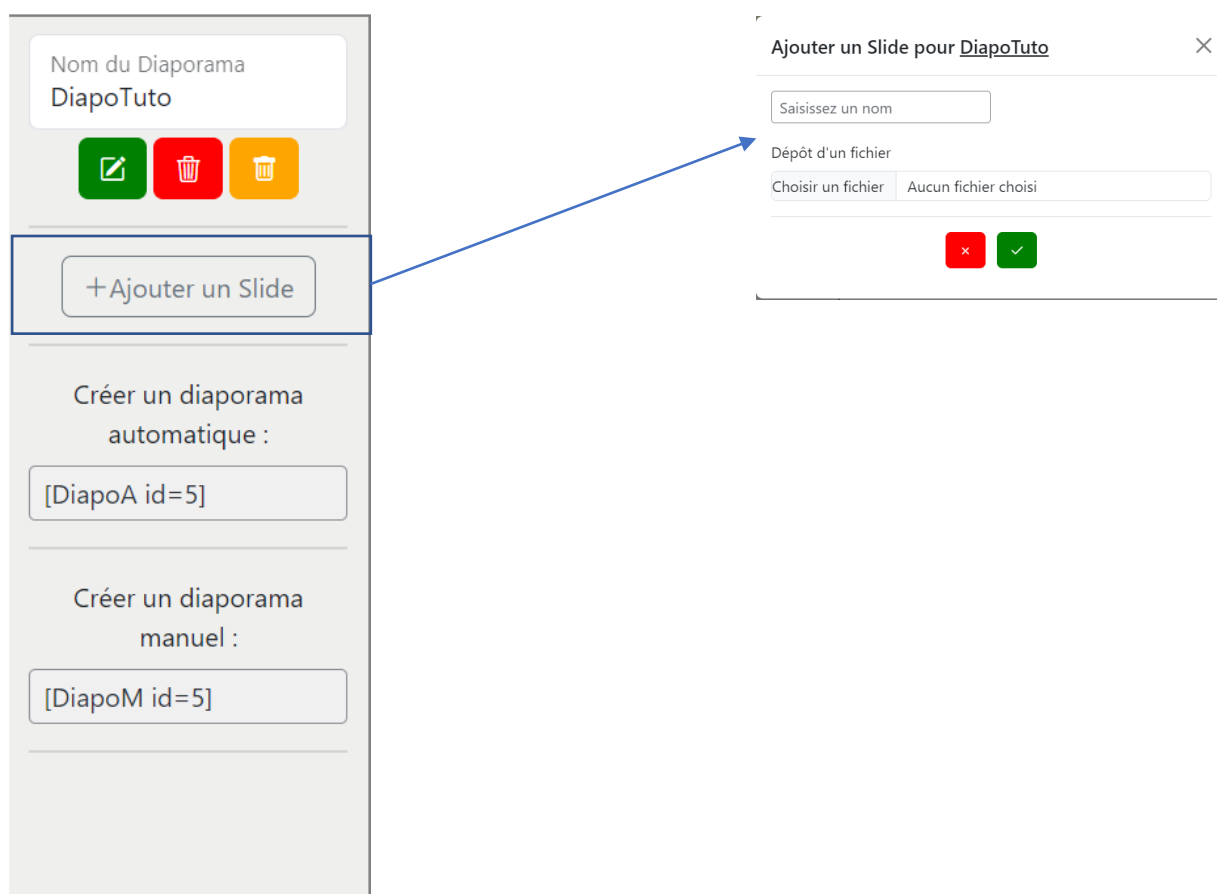 Nom du Diaporama
DiapoTuto
+Ajouter un Slide
Créer un diaporama
automatique :
[DiapoA id=5]
Créer un diaporama
manuel :
[DiapoM id=5]
Ajouter un Slide pour DiapoTuto
Saisissez un nom
Dépôt d'un fichier
Choisir un fichier Aucun fichier choisi